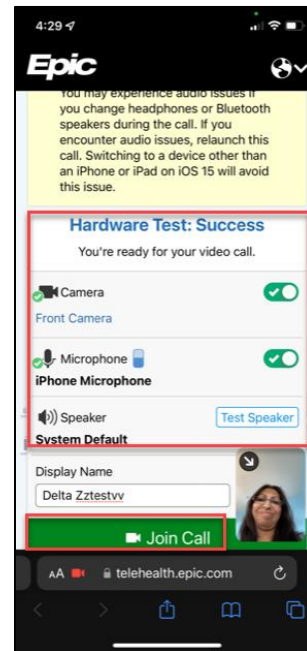 4:29
Epic
You may experience audio issues if
you change headphones or Bluetooth
speakers during the call. If you
encounter audio issues, relaunch this
call. Switching to a device other than
an iPhone or iPad on iOS 15 will avoid
this issue.
Hardware Test: Success
You're ready for your video call.
Camera
Front Camera
Microphone
iPhone Microphone
Speaker
Test Speaker
System Default
Display Name
Delta Zztestvv
Join Call
AA
telehealth.epic.com